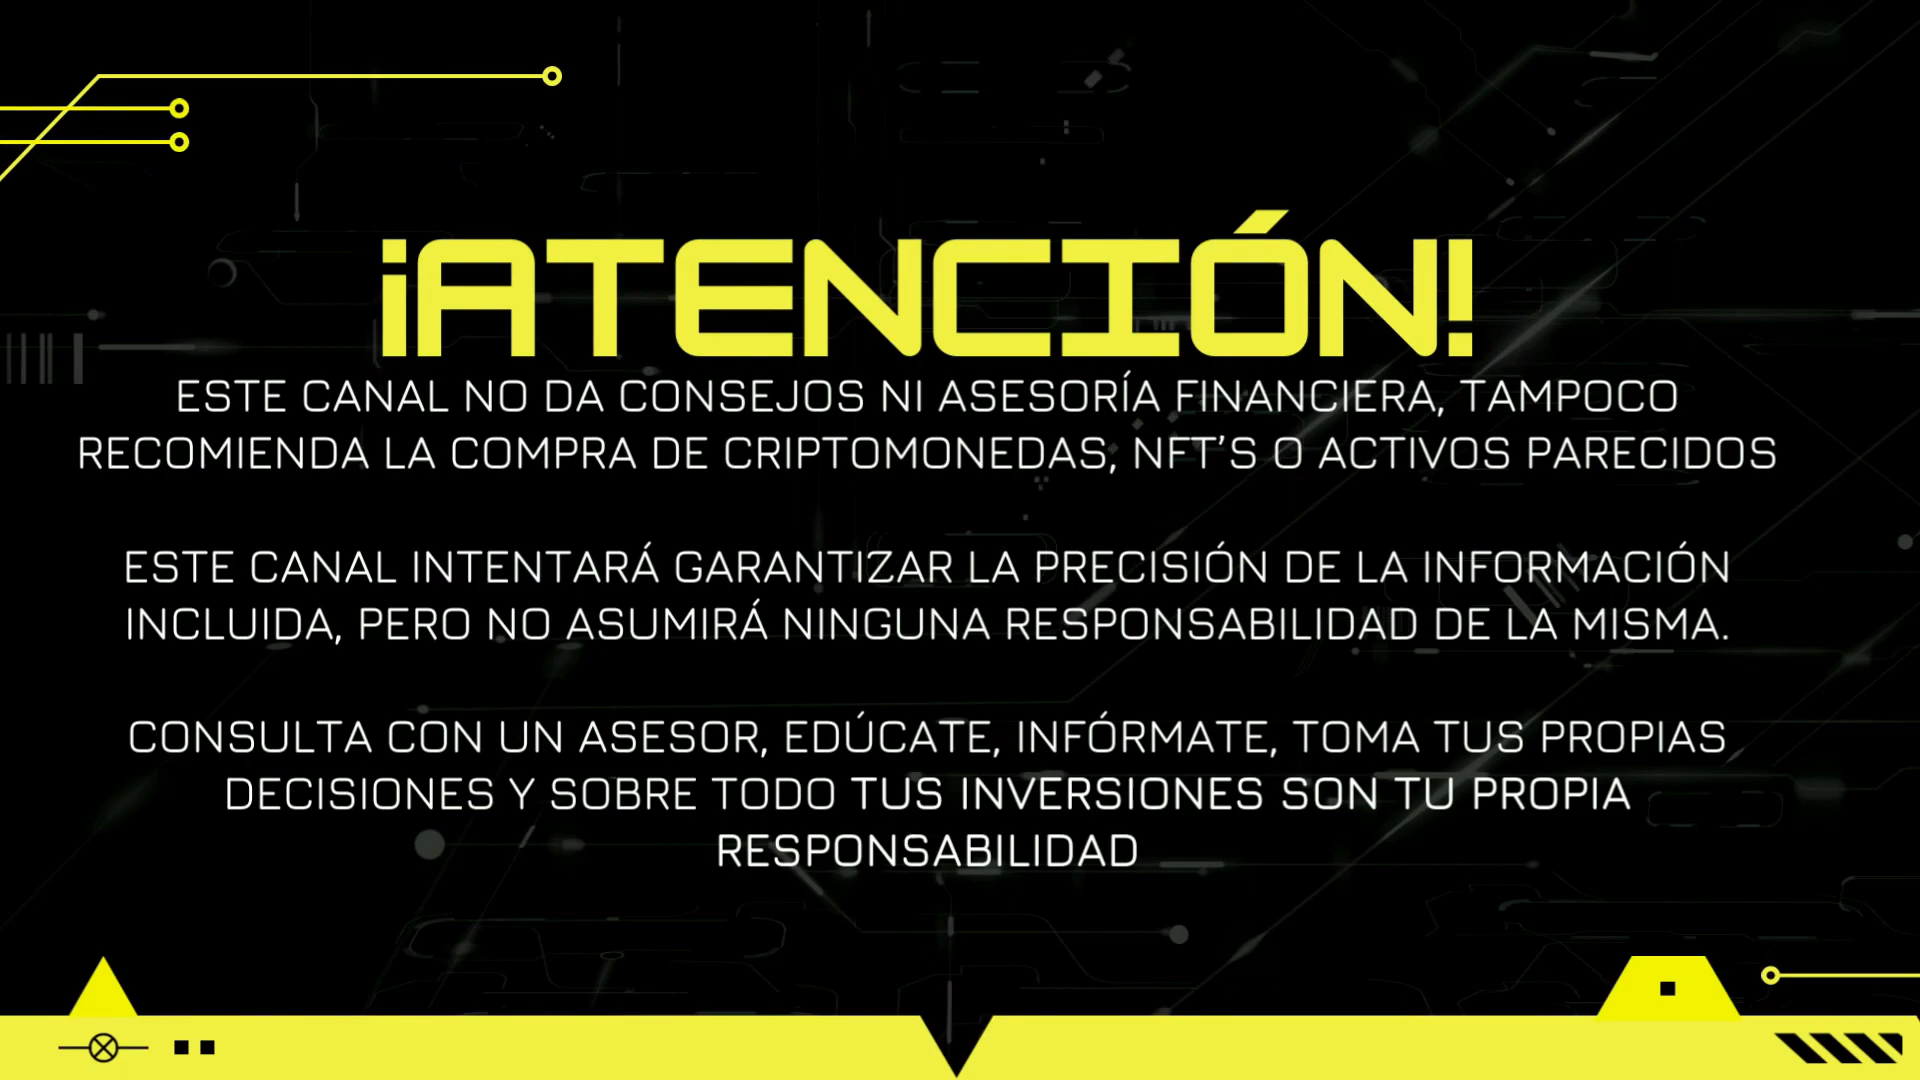 ¡ATENCIÓN!
ESTE CANAL NO DA CONSEJOS NI ASESORÍA FINANCIERA, TAMPOCO
RECOMIENDA LA COMPRA DE CRIPTOMONEDAS, NFT'S O ACTIVOS PARECIDOS
ESTE CANAL INTENTARÁ GARANTIZAR LA PRECISIÓN DE LA INFORMACIÓN
INCLUIDA, PERO NO ASUMIRÁ NINGUNA RESPONSABILIDAD DE LA MISMA.
CONSULTA CON UN ASESOR, EDÚCATE, INFÓRMATE, TOMA TUS PROPIAS
DECISIONES Y SOBRE TODO TUS INVERSIONES SON TU PROPIA
RESPONSABILIDAD